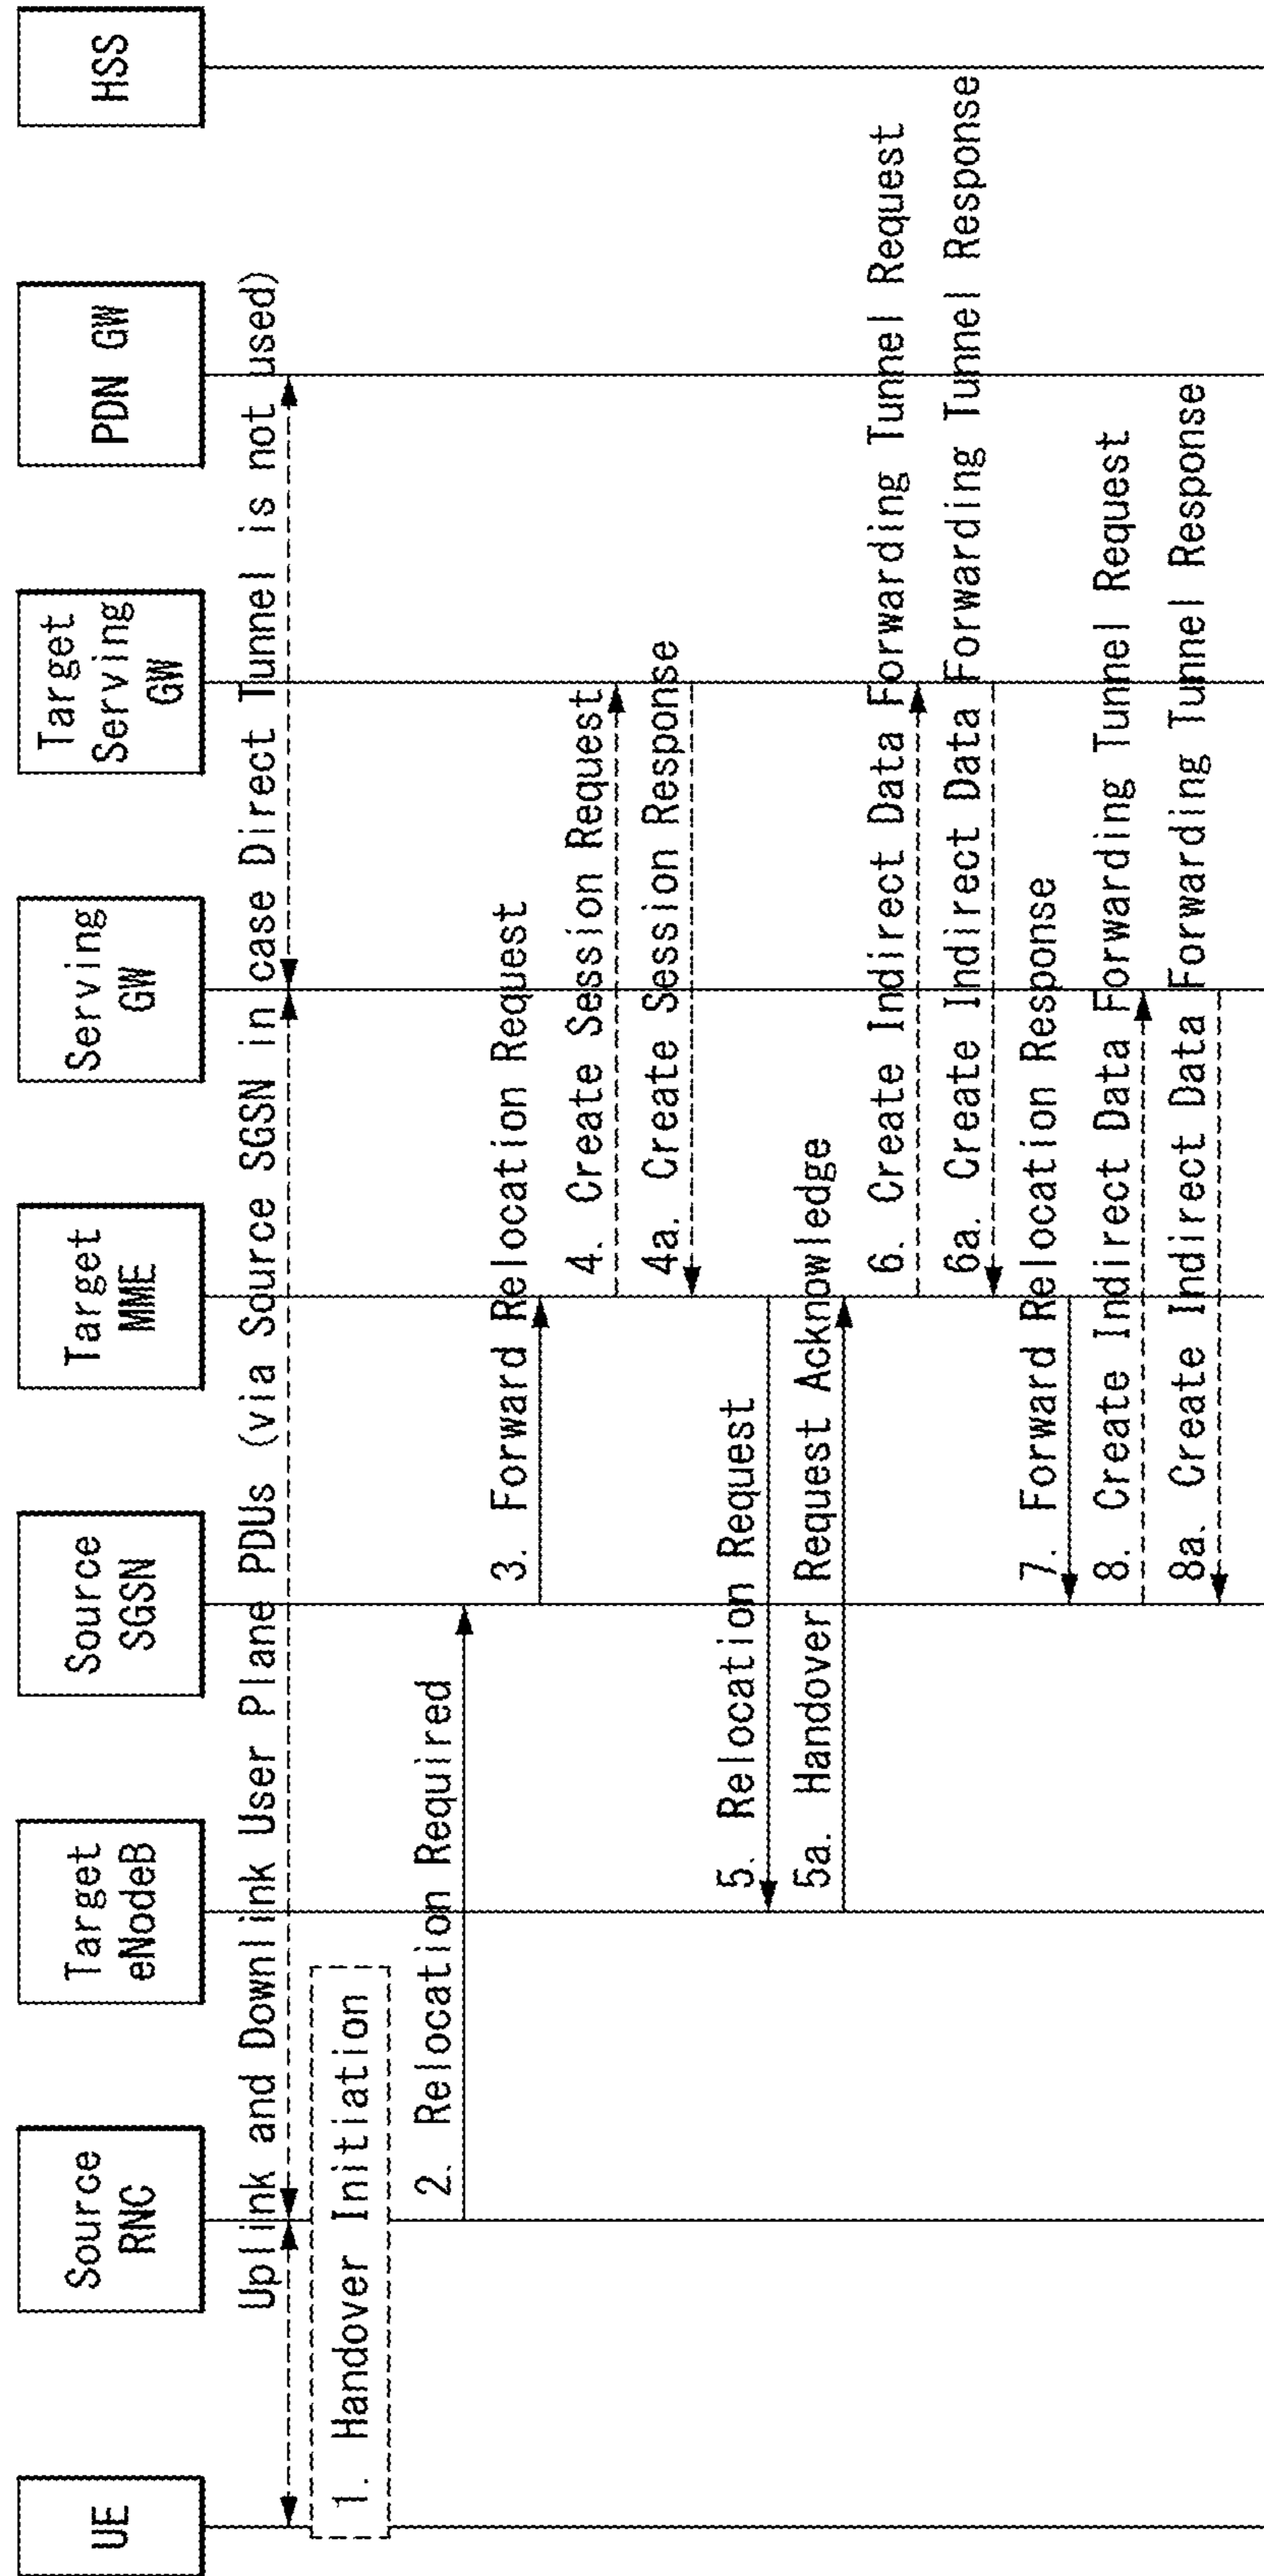 UE
Source
RNC
Target
eNodeB
Source
SGSN
Target
MME
Serving
GW
Target
Serving
GW
PDN GW
HSS
Uplink and Downlink User Plane PDUs (via Source SGSN in case Direct Tunnel is not used)
1. Handover Initiation
2. Relocation Required
3. Forward Relocation Request
4. Create Session Request
4a. Create Session Response
5. Relocation Request
5a. Handover Request Acknowledge
6. Create Indirect Data Forwarding Tunnel Request
6a. Create Indirect Data Forwarding Tunnel Response
7. Forward Relocation Response
8. Create Indirect Data Forwarding Tunnel Request
8a. Create Indirect Data Forwarding Tunnel Response